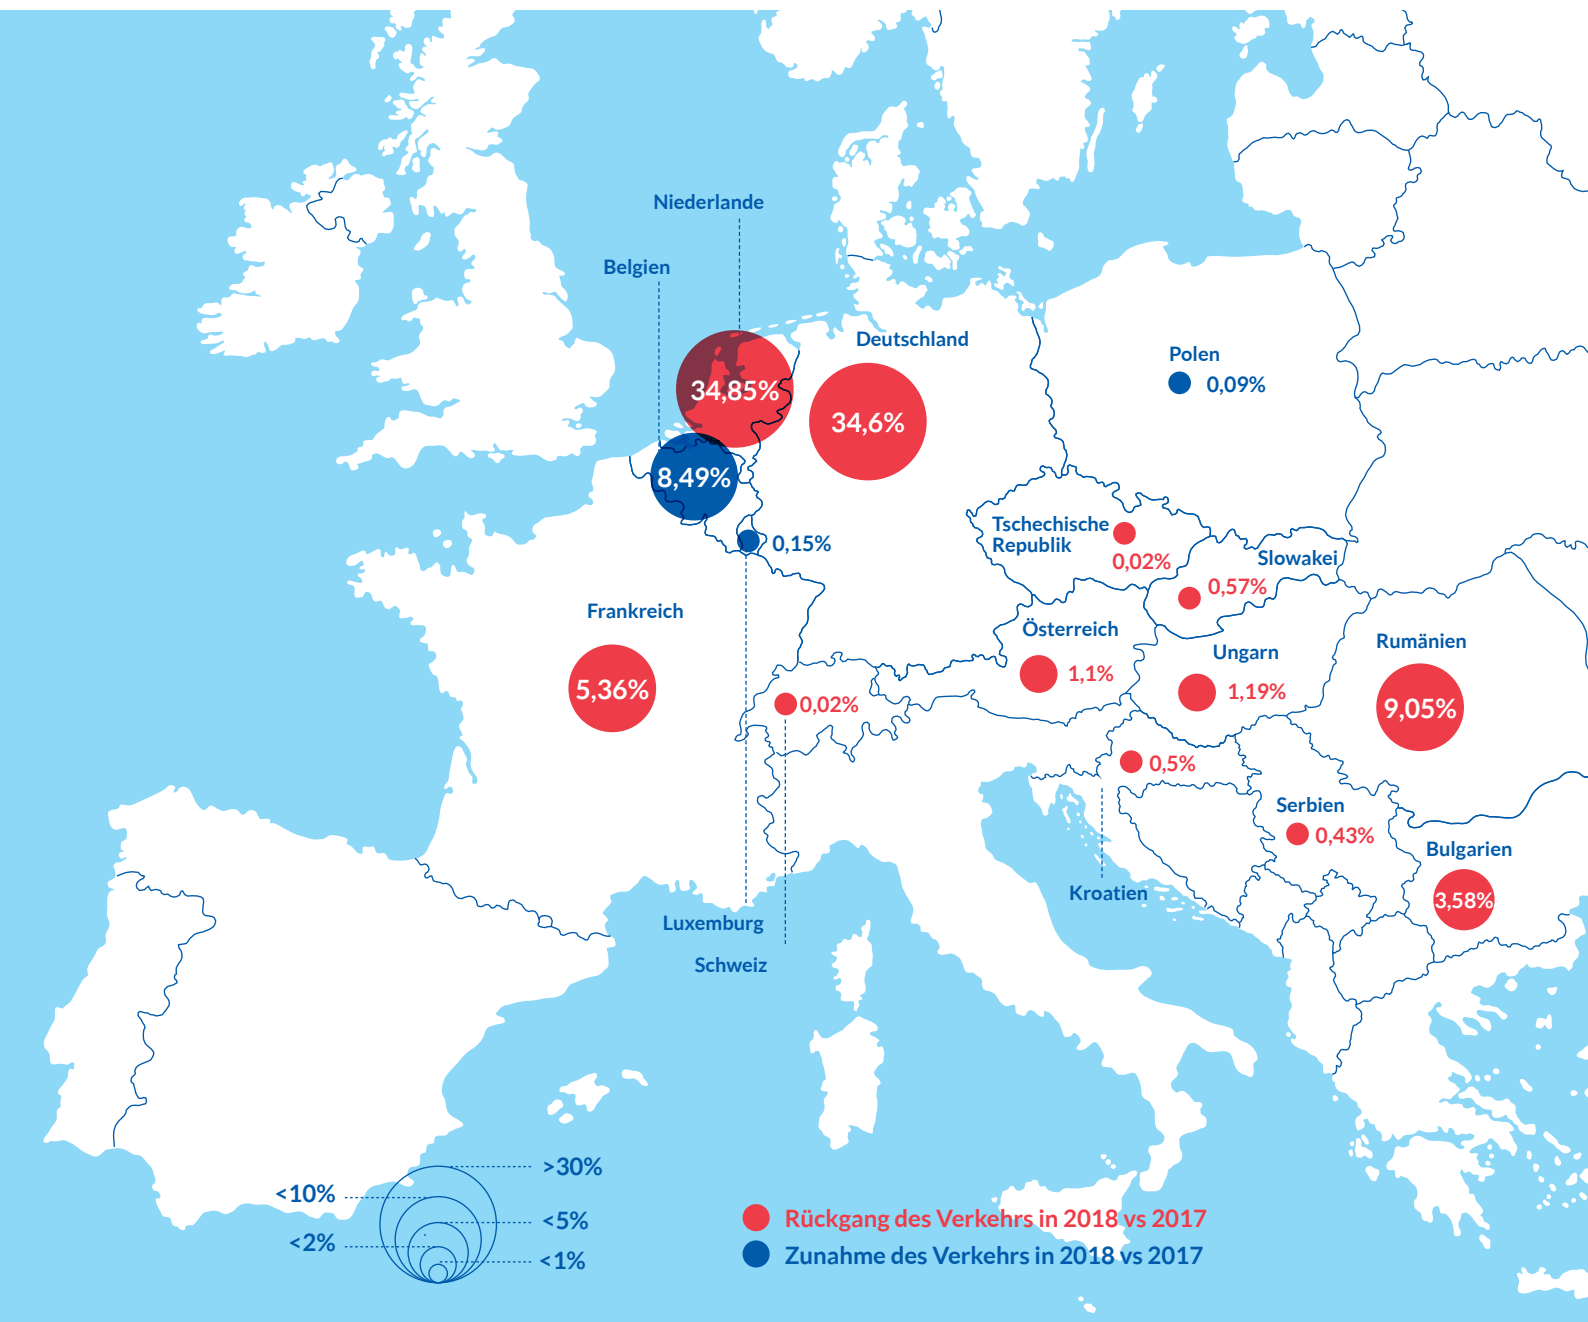 Niederlande
Belgien
Deutschland
34,85%
34,6%
Polen
0,09%
8,49%
0,15%
Tschechische
Republik
0,02%
Slowakei
0,57%
Frankreich
5,36%
Österreich
1,1%
Ungarn
1,19%
Rumänien
9,05%
0,02%
0,5%
Serbien
0,43%
Bulgarien
3,58%
Kroatien
Luxemburg
Schweiz
>30%
<10%
<5%
<2%
<1%
Rückgang des Verkehrs in 2018 vs 2017
Zunahme des Verkehrs in 2018 vs 2017